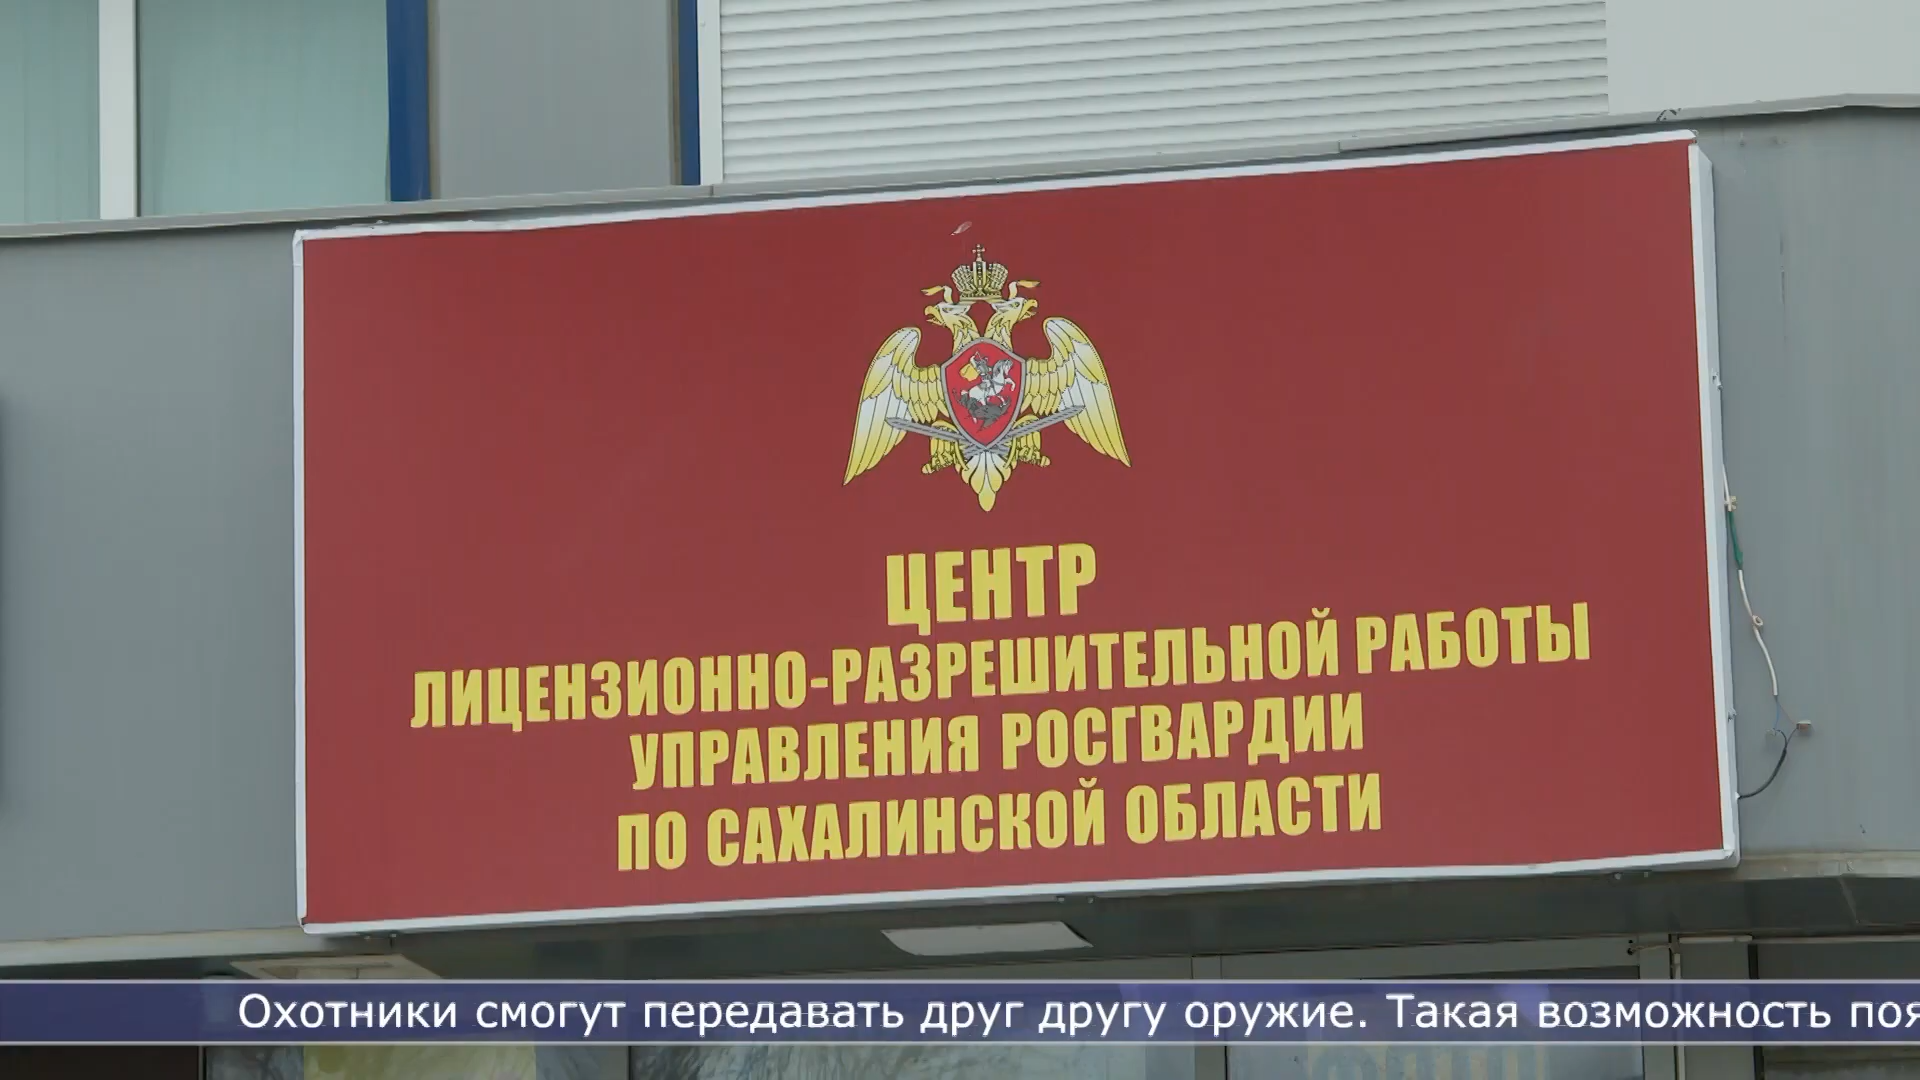 ЦЕНТР
ЛИЦЕНЗИОННО-РАЗРЕШИТЕЛЬНОЙ РАБОТЫ
УПРАВЛЕНИЯ РОСГВАРДИИ
ПО САХАЛИНСКОЙ ОБЛАСТИ
Охотники смогут передавать друг другу оружие. Такая возможность